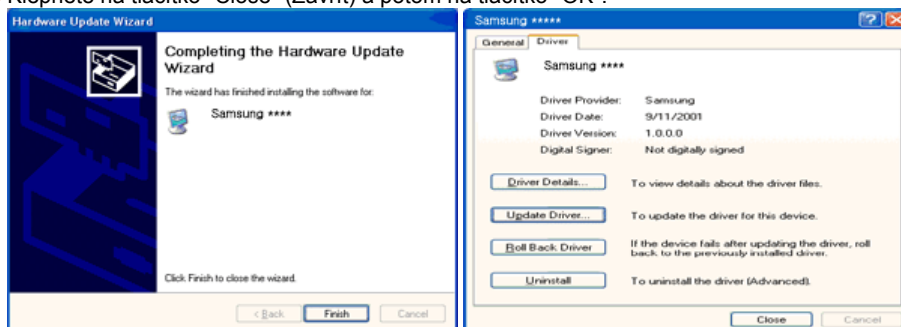 Klepněte na tlačítko "Close" (Zavřít) a potom na tlačítko "OK".
Hardware Update Wizard
Completing the Hardware Update
Wizard
The wizard has finished installing the software for:
Samsung ****
Click Finish to close the wizard.
< Back
Finish
Cancel
Samsung *****
General
Driver
Samsung ****
Driver Provider: Samsung
Driver Date: 9/11/2001
Driver Version: 1.0.0.0
Digital Signer: Not digitally signed
Driver Details... To view details about the driver files.
Update Driver... To update the driver for this device.
Roll Back Driver If the device fails after updating the driver, roll
back to the previously installed driver.
Uninstall To uninstall the driver (Advanced).
Close
Cancel